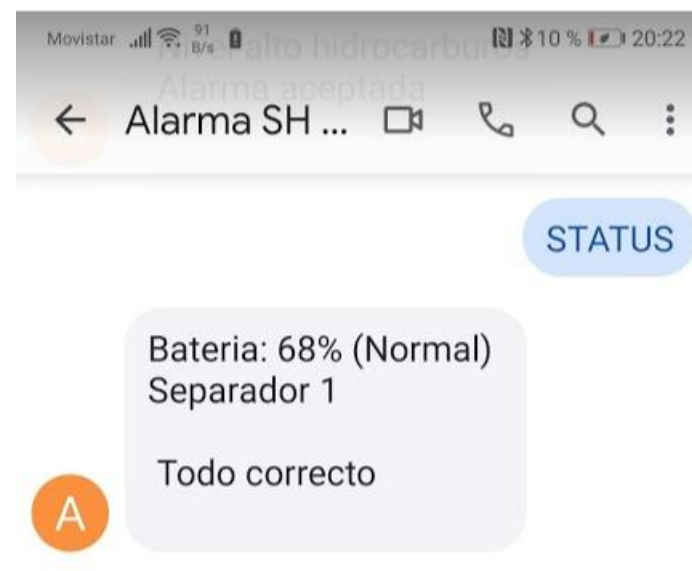 Movistar 91 B/s 10 % 20:22
Nivel alto hidrocarburos
Alarma aceptada
Alarma SH ...
STATUS
Bateria: 68% (Normal)
Separador 1
Todo correcto
A